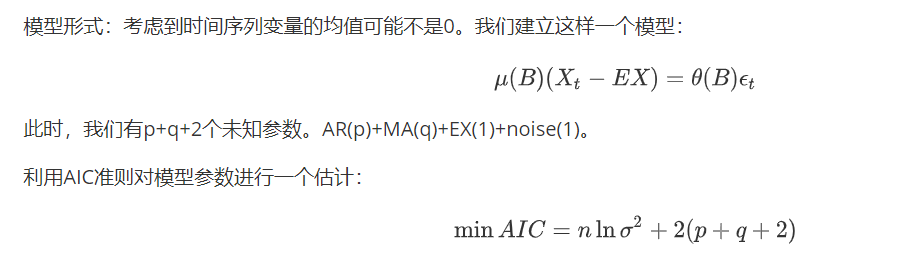 模型形式：考虑到时间序列变量的均值可能不是0。我们建立这样一个模型：
μ(B)(Xₜ − EX) = θ(B)ϵₜ
此时，我们有p+q+2个未知参数。AR(p)+MA(q)+EX(1)+noise(1)。
利用AIC准则对模型参数进行一个估计：
min AIC = n ln σ² + 2(p + q + 2)